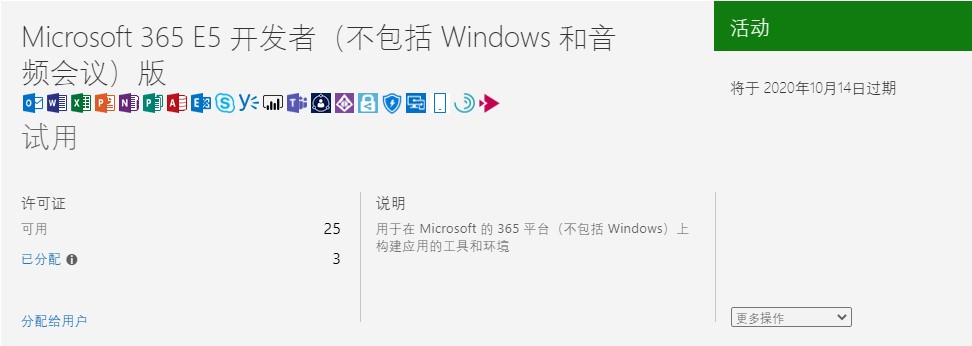 Microsoft 365 E5 开发者（不包括 Windows 和音
频会议）版
试用
活动
将于 2020年10月14日过期
许可证
可用 25
已分配 3
分配给用户
说明
用于在 Microsoft 的 365 平台（不包括 Windows）上
构建应用的工具和环境
更多操作